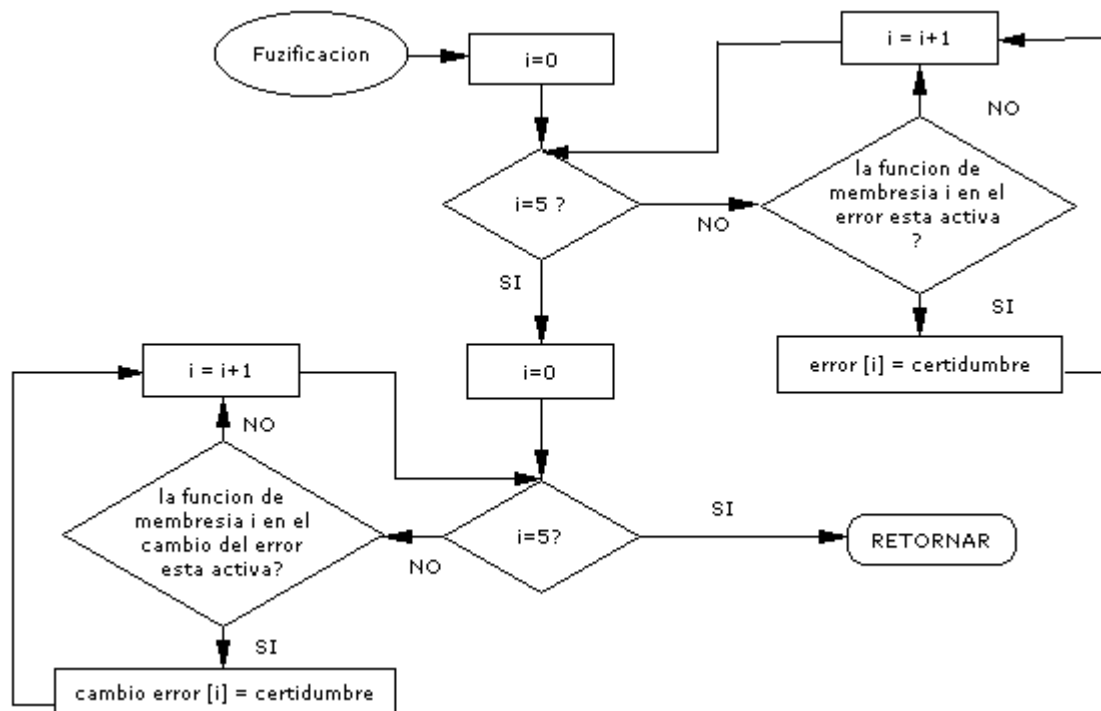 Fuzificacion
i=0
i = i+1
NO
la funcion de
membresia i en el
error esta activa
?
i=5 ?
NO
SI
SI
error [i] = certidumbre
i=0
i = i+1
NO
la funcion de
membresia i en el
cambio del error
esta activa?
i=5?
NO
SI
RETORNAR
SI
cambio error [i] = certidumbre